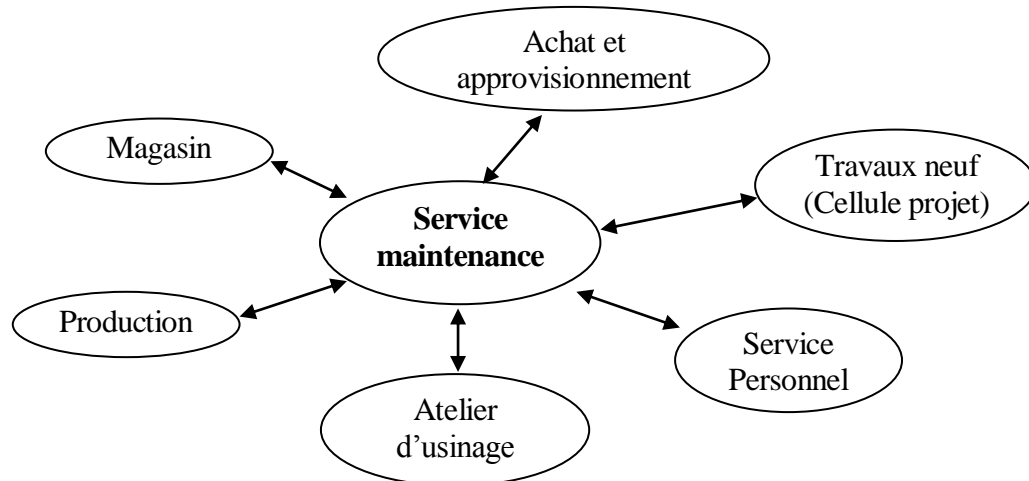 Achat et
approvisionnement
Magasin
Travaux neuf
(Cellule projet)
Service
maintenance
Production
Service
Personnel
Atelier
d’usinage